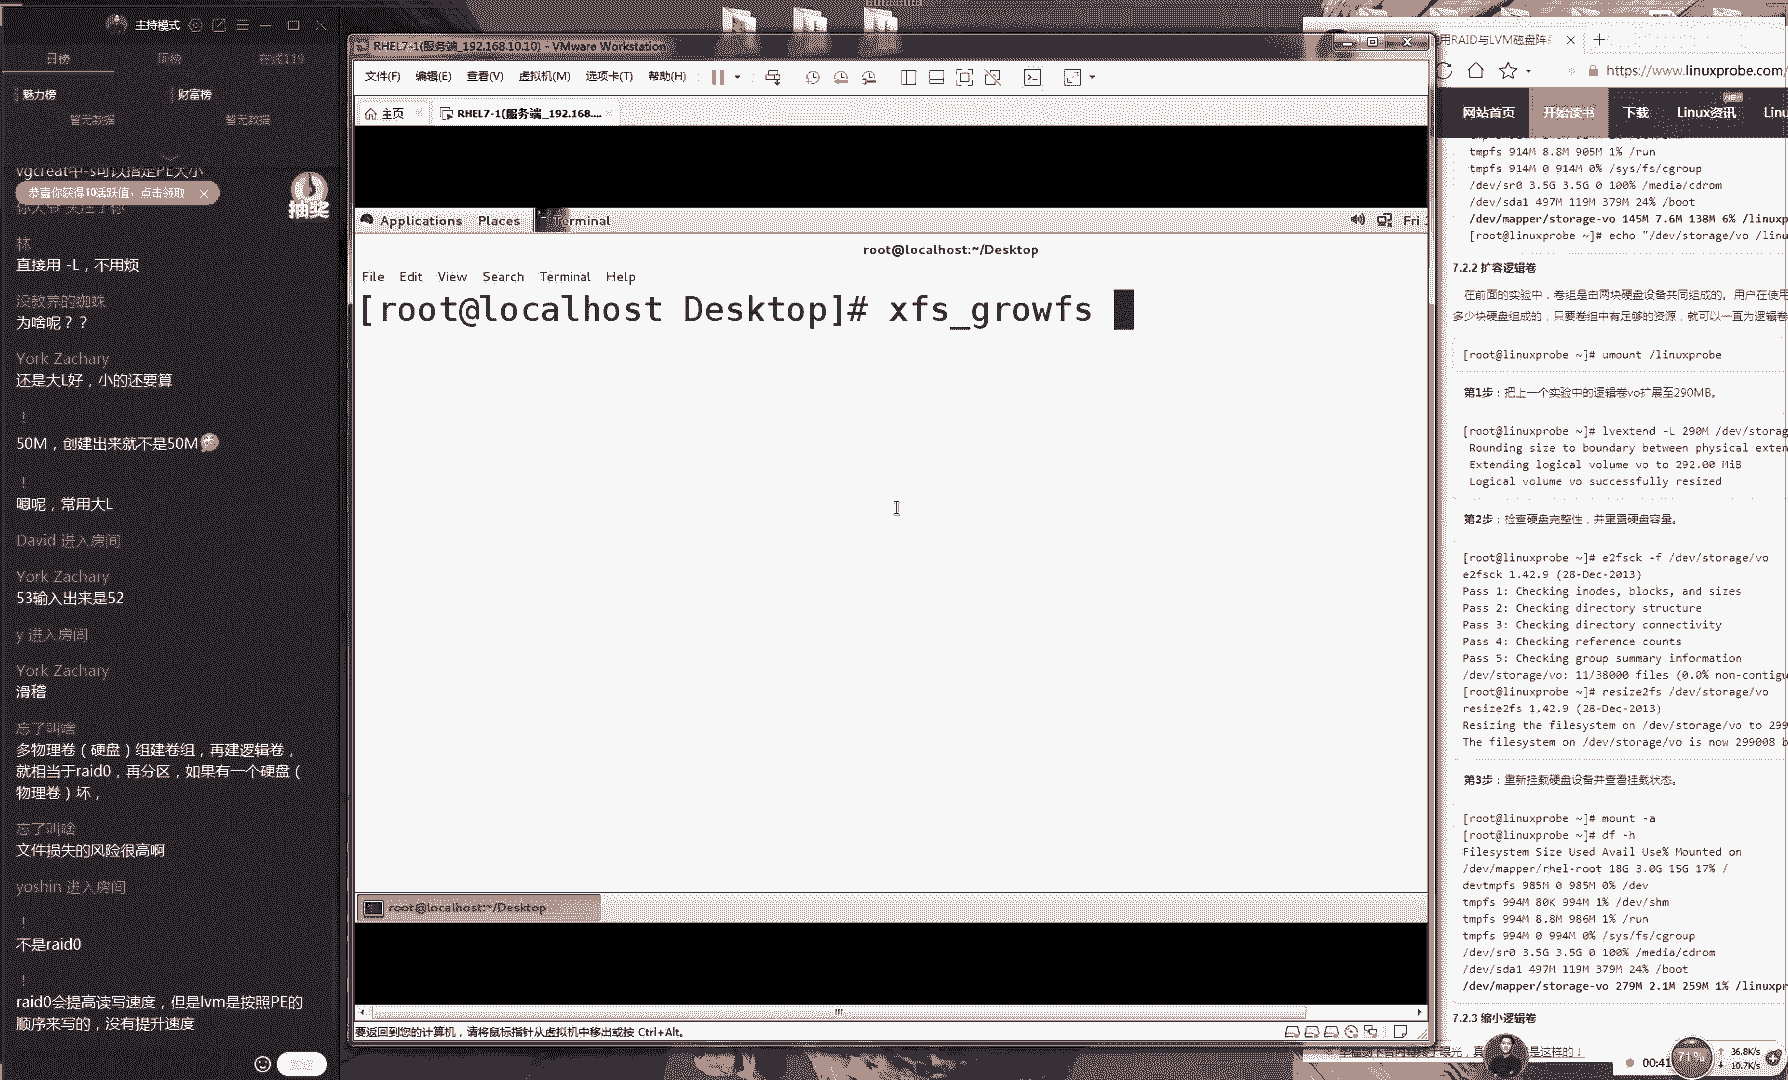 主持模式
日榜
周榜
在线119
魅力榜
财富榜
暂无数据
暂无数据
vgcreat中-s可以指定PE大小
恭喜你获得10活跃值，点击领取
抽奖
林
直接用 -L，不用烦
没教养的蜘蛛
为啥呢？？
York Zachary
还是大L好，小的还要算
！
50M，创建出来就不是50M
！
嗯呢，常用大L
David 进入房间
York Zachary
53输入出来是52
y 进入房间
York Zachary
滑稽
忘了叫啥
多物理卷（硬盘）组建卷组，再建逻辑卷，
就相当于raid0，再分区，如果有一个硬盘（
物理卷）坏，
忘了叫啥
文件损失的风险很高啊
yoshin 进入房间
！
不是raid0
！
raid0会提高读写速度，但是lvm是按照PE的
顺序来写的，没有提升速度
RHEL7-1(服务端_192.168.10.10) - VMware Workstation
文件(F) 编辑(E) 查看(V) 虚拟机(M) 选项卡(T) 帮助(H)
主页
RHEL7-1(服务端_192.168....
Applications Places Terminal
Fri
root@localhost:~/Desktop
File Edit View Search Terminal Help
[root@localhost Desktop]# xfs_growfs
root@localhost:~/Desktop
要返回到您的计算机，请将鼠标指针从虚拟机中移出或按 Ctrl+Alt。
用RAID与LVM磁盘阵
https://www.linuxprobe.com/
网站首页 开始读书 下载 Linux资讯 Linu
tmpfs 914M 8.8M 905M 1% /run
tmpfs 914M 0 914M 0% /sys/fs/cgroup
/dev/sr0 3.5G 3.5G 0 100% /media/cdrom
/dev/sda1 497M 119M 379M 24% /boot
/dev/mapper/storage-vo 145M 7.6M 138M 6% /linuxp
[root@linuxprobe ~]# echo "/dev/storage/vo /linu
7.2.2 扩容逻辑卷
在前面的实验中，卷组是由两块硬盘设备共同组成的。用户在使用
多少块硬盘组成的，只要卷组中有足够的资源，就可以一直为逻辑卷
[root@linuxprobe ~]# umount /linuxprobe
第1步：把上一个实验中的逻辑卷vo扩展至290MB。
[root@linuxprobe ~]# lvextend -L 290M /dev/storag
Rounding size to boundary between physical exten
Extending logical volume vo to 292.00 MiB
Logical volume vo successfully resized
第2步：检查硬盘完整性，并重置硬盘容量。
[root@linuxprobe ~]# e2fsck -f /dev/storage/vo
e2fsck 1.42.9 (28-Dec-2013)
Pass 1: Checking inodes, blocks, and sizes
Pass 2: Checking directory structure
Pass 3: Checking directory connectivity
Pass 4: Checking reference counts
Pass 5: Checking group summary information
/dev/storage/vo: 11/38000 files (0.0% non-contigu
[root@linuxprobe ~]# resize2fs /dev/storage/vo
resize2fs 1.42.9 (28-Dec-2013)
Resizing the filesystem on /dev/storage/vo to 299
The filesystem on /dev/storage/vo is now 299008 b
第3步：重新挂载硬盘设备并查看挂载状态。
[root@linuxprobe ~]# mount -a
[root@linuxprobe ~]# df -h
Filesystem Size Used Avail Use% Mounted on
/dev/mapper/rhel-root 18G 3.0G 15G 17% /
devtmpfs 985M 0 985M 0% /dev
tmpfs 994M 80K 994M 1% /dev/shm
tmpfs 994M 8.8M 986M 1% /run
tmpfs 994M 0 994M 0% /sys/fs/cgroup
/dev/sr0 3.5G 3.5G 0 100% /media/cdrom
/dev/sda1 497M 119M 379M 24% /boot
/dev/mapper/storage-vo 279M 2.1M 259M 1% /linuxpr
7.2.3 缩小逻辑卷
是这样的！
00:41
71%
36.8K/s
10.7K/s